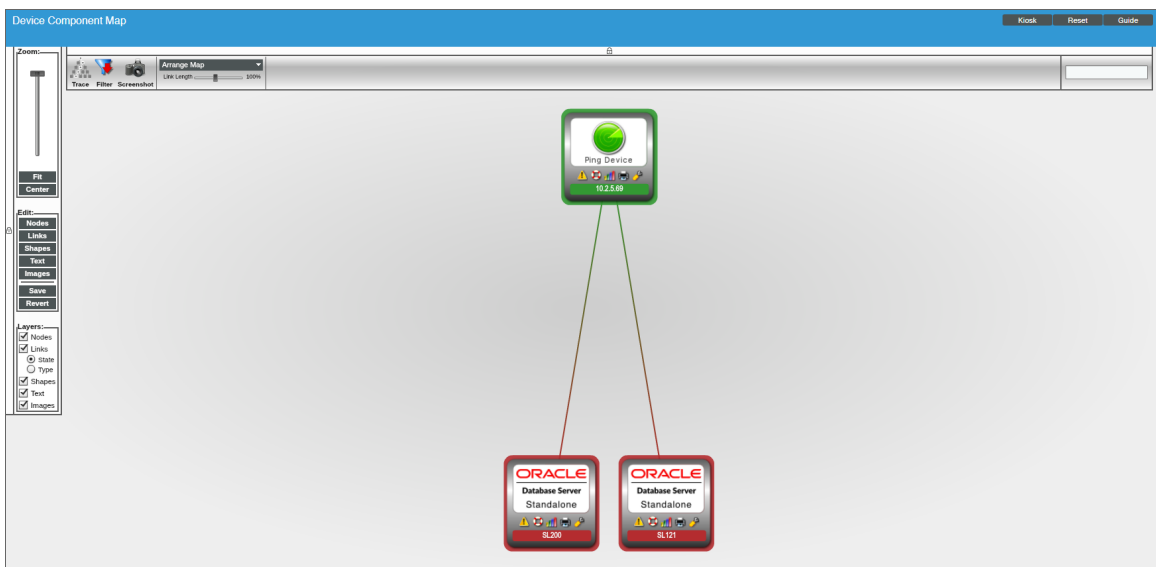 Device Component Map
Kiosk
Reset
Guide
Zoom:
Fit
Center
Edit:
Nodes
Links
Shapes
Text
Images
Save
Revert
Layers:
Nodes
Links
State
Type
Shapes
Text
Images
Trace
Filter
Screenshot
Arrange Map
Link Length
100%
Ping Device
10.2.5.69
ORACLE
Database Server
Standalone
SL200
ORACLE
Database Server
Standalone
SL121